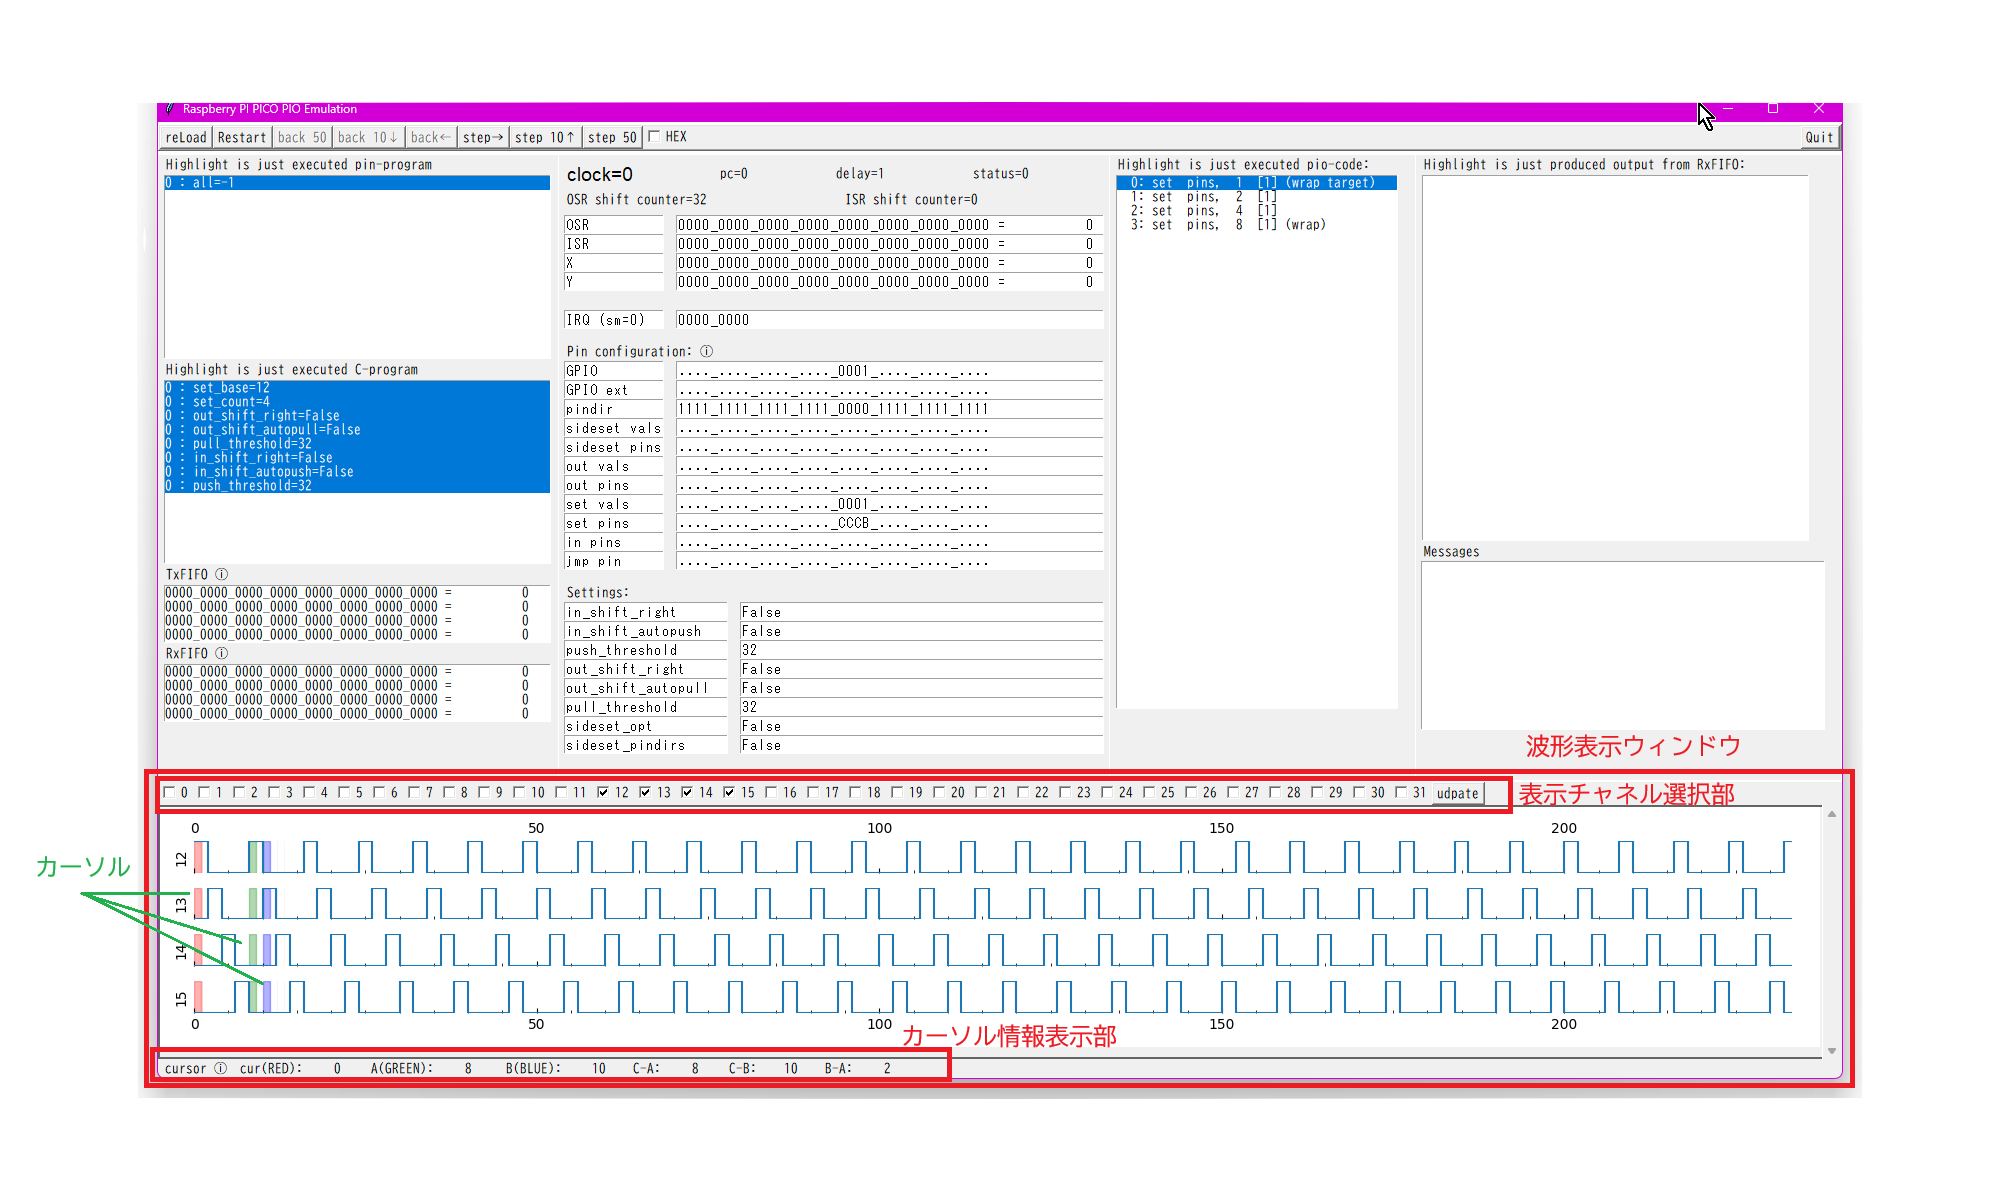 Raspberry PI PICO PIO Emulation
reLoad Restart back 50 back 10↓ back← step→ step 10↑ step 50 HEX Quit
Highlight is just executed pin-program
0 : all=-1
Highlight is just executed C-program
0 : set_base=12
0 : set_count=4
0 : out_shift_right=False
0 : out_shift_autopull=False
0 : pull_threshold=32
0 : in_shift_right=False
0 : in_shift_autopush=False
0 : push_threshold=32
TxFIFO ⓘ
0000_0000_0000_0000_0000_0000_0000_0000 = 0
0000_0000_0000_0000_0000_0000_0000_0000 = 0
0000_0000_0000_0000_0000_0000_0000_0000 = 0
0000_0000_0000_0000_0000_0000_0000_0000 = 0
RxFIFO ⓘ
0000_0000_0000_0000_0000_0000_0000_0000 = 0
0000_0000_0000_0000_0000_0000_0000_0000 = 0
0000_0000_0000_0000_0000_0000_0000_0000 = 0
0000_0000_0000_0000_0000_0000_0000_0000 = 0
clock=0 pc=0 delay=1 status=0
OSR shift counter=32 ISR shift counter=0
OSR 0000_0000_0000_0000_0000_0000_0000_0000 = 0
ISR 0000_0000_0000_0000_0000_0000_0000_0000 = 0
X 0000_0000_0000_0000_0000_0000_0000_0000 = 0
Y 0000_0000_0000_0000_0000_0000_0000_0000 = 0
IRQ (sm=0) 0000_0000
Pin configuration: ⓘ
GPIO ...._...._...._...._0001_...._...._....
GPIO ext ...._...._...._...._...._...._...._....
pindir 1111_1111_1111_1111_0000_1111_1111_1111
sideset vals ...._...._...._...._...._...._...._....
sideset pins ...._...._...._...._...._...._...._....
out vals ...._...._...._...._...._...._...._....
out pins ...._...._...._...._...._...._...._....
set vals ...._...._...._...._0001_...._...._....
set pins ...._...._...._...._CCCB_...._...._....
in pins ...._...._...._...._...._...._...._....
jmp pin ...._...._...._...._...._...._...._....
Settings:
in_shift_right False
in_shift_autopush False
push_threshold 32
out_shift_right False
out_shift_autopull False
pull_threshold 32
sideset_opt False
sideset_pindirs False
Highlight is just executed pio-code:
0: set pins, 1 [1] (wrap target)
1: set pins, 2 [1]
2: set pins, 4 [1]
3: set pins, 8 [1] (wrap)
Highlight is just produced output from RxFIFO:
Messages
波形表示ウィンドウ
0 1 2 3 4 5 6 7 8 9 10 11 12 13 14 15 16 17 18 19 20 21 22 23 24 25 26 27 28 29 30 31 udpate
表示チャネル選択部
0 50 100 150 200
12
カーソル
13
14
15
0 50 100 150 200
カーソル情報表示部
cursor ⓘ cur(RED): 0 A(GREEN): 8 B(BLUE): 10 C-A: 8 C-B: 10 B-A: 2